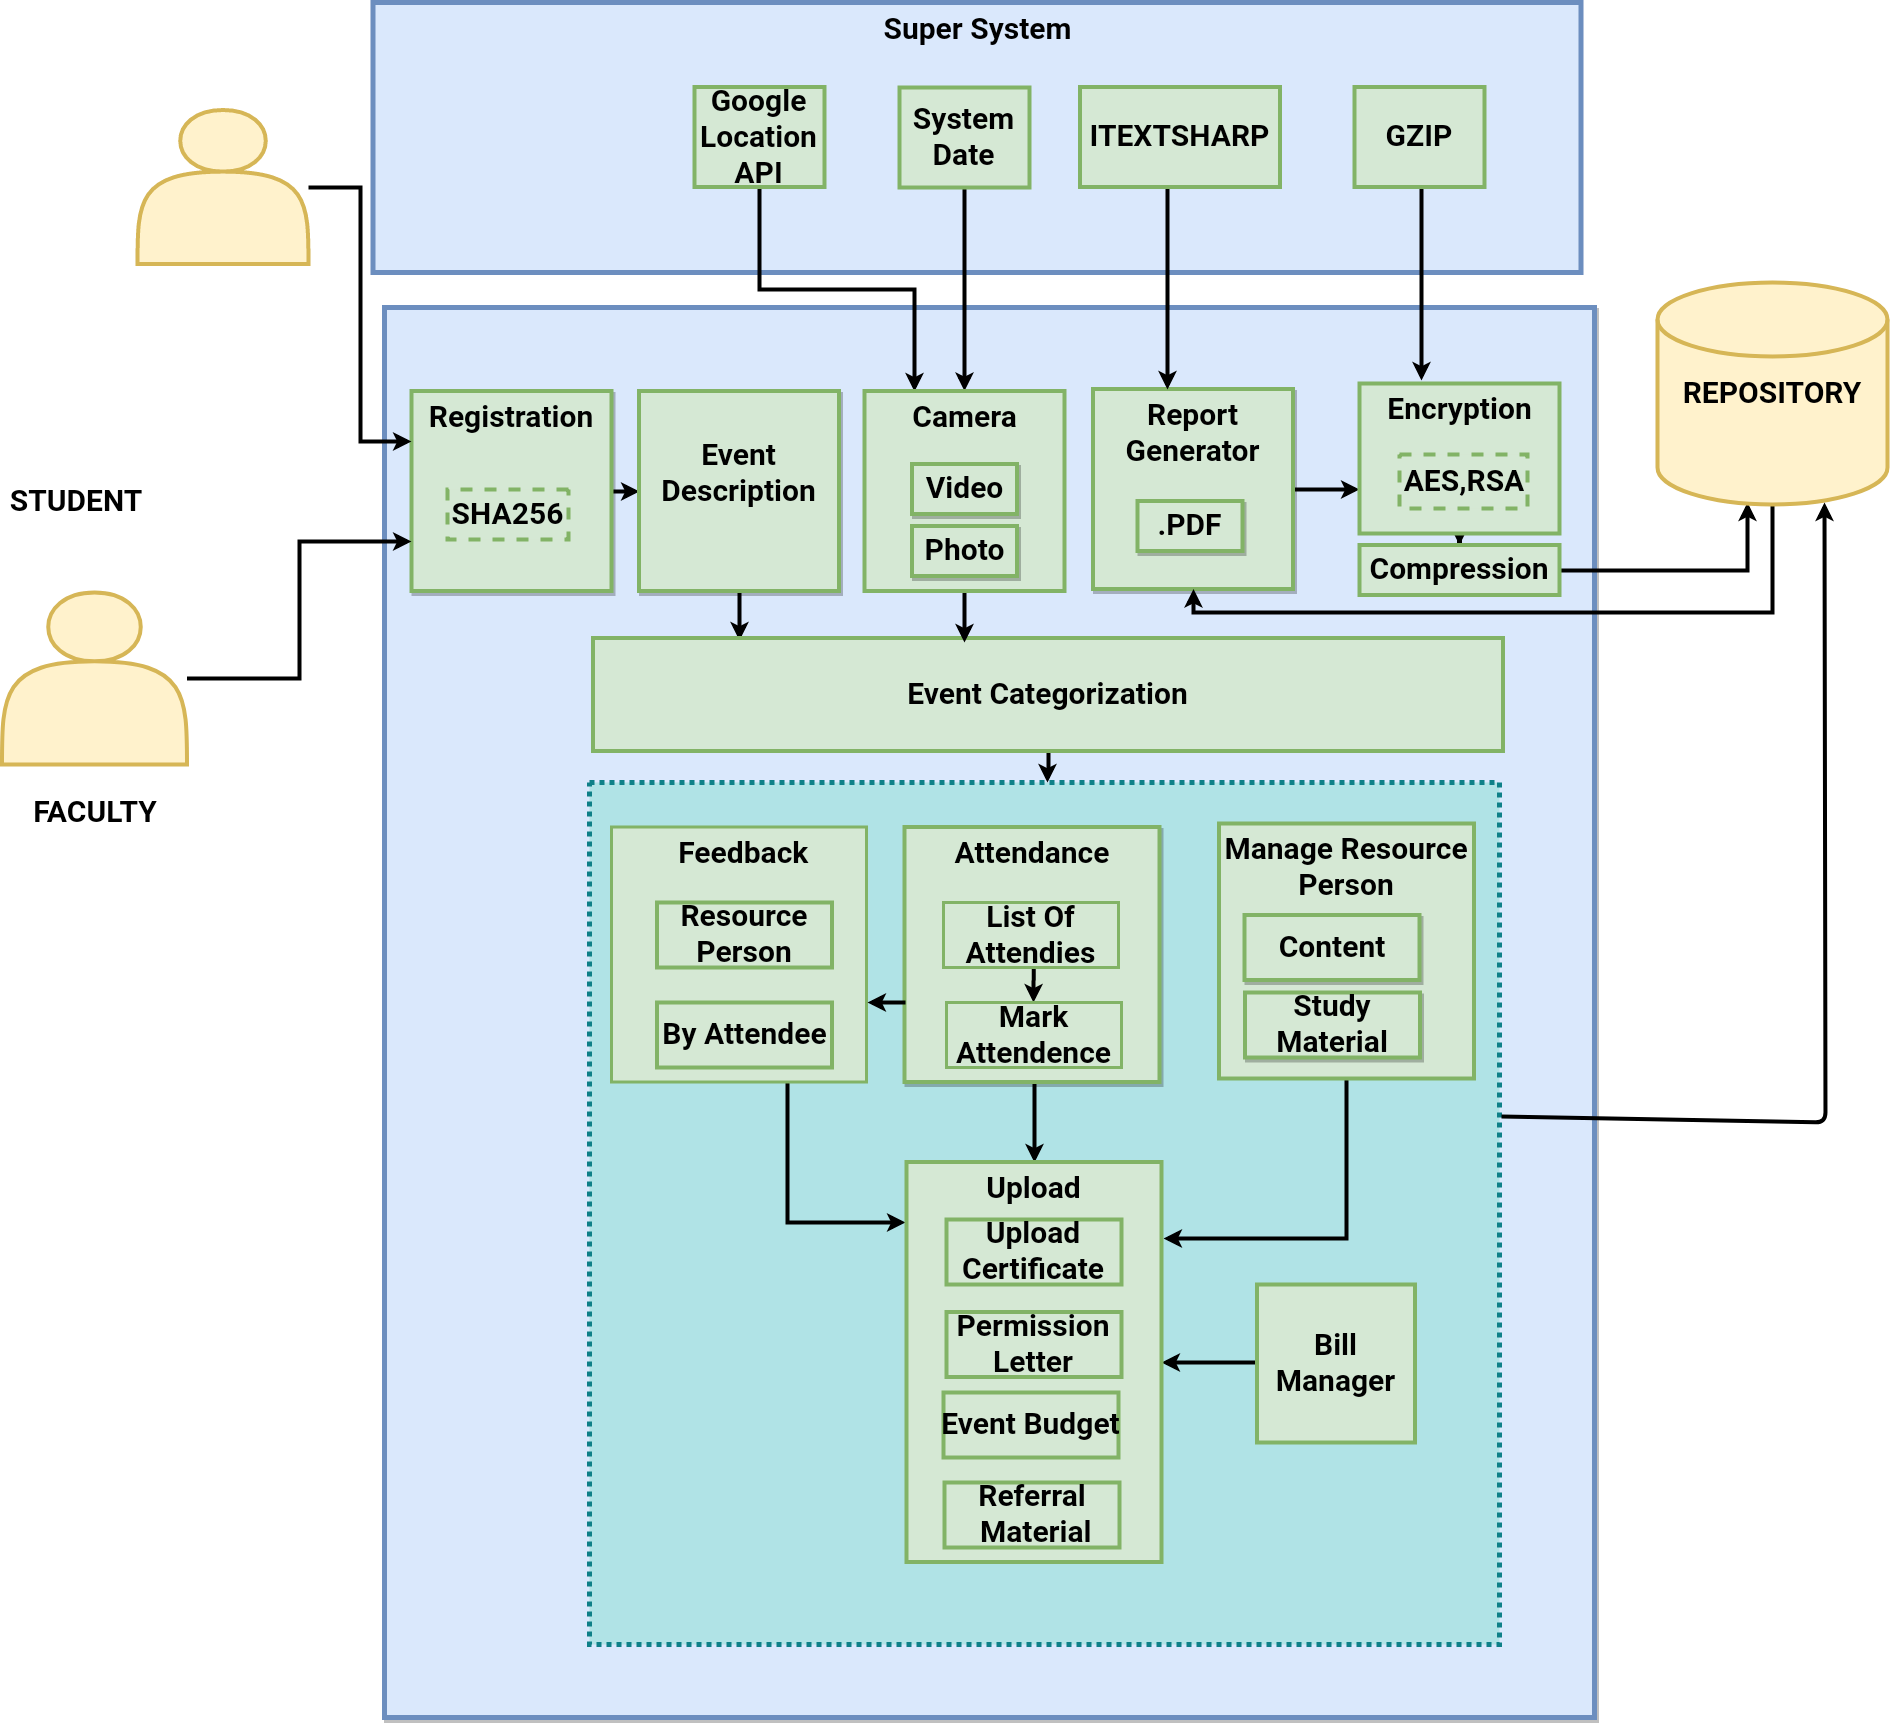 Super System
Google
Location
API
System
Date
ITEXTSHARP
GZIP
REPOSITORY
STUDENT
FACULTY
Registration
SHA256
Event
Description
Camera
Video
Photo
Report
Generator
.PDF
Encryption
AES,RSA
Compression
Event Categorization
Feedback
Resource
Person
By Attendee
Attendance
List Of
Attendies
Mark
Attendence
Manage Resource
Person
Content
Study
Material
Upload
Upload
Certificate
Permission
Letter
Event Budget
Referral
Material
Bill
Manager